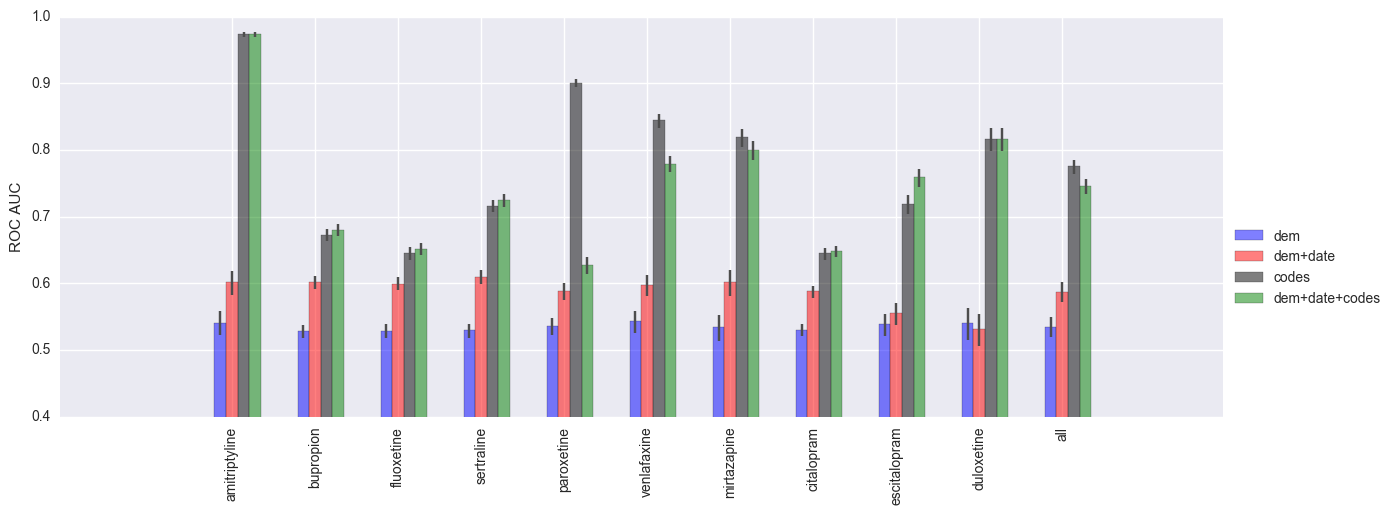 1.0
0.9
0.8
0.7
0.6
0.5
0.4
ROC AUC
amitriptyline
bupropion
fluoxetine
sertraline
paroxetine
venlafaxine
mirtazapine
citalopram
escitalopram
duloxetine
all
dem
dem+date
codes
dem+date+codes